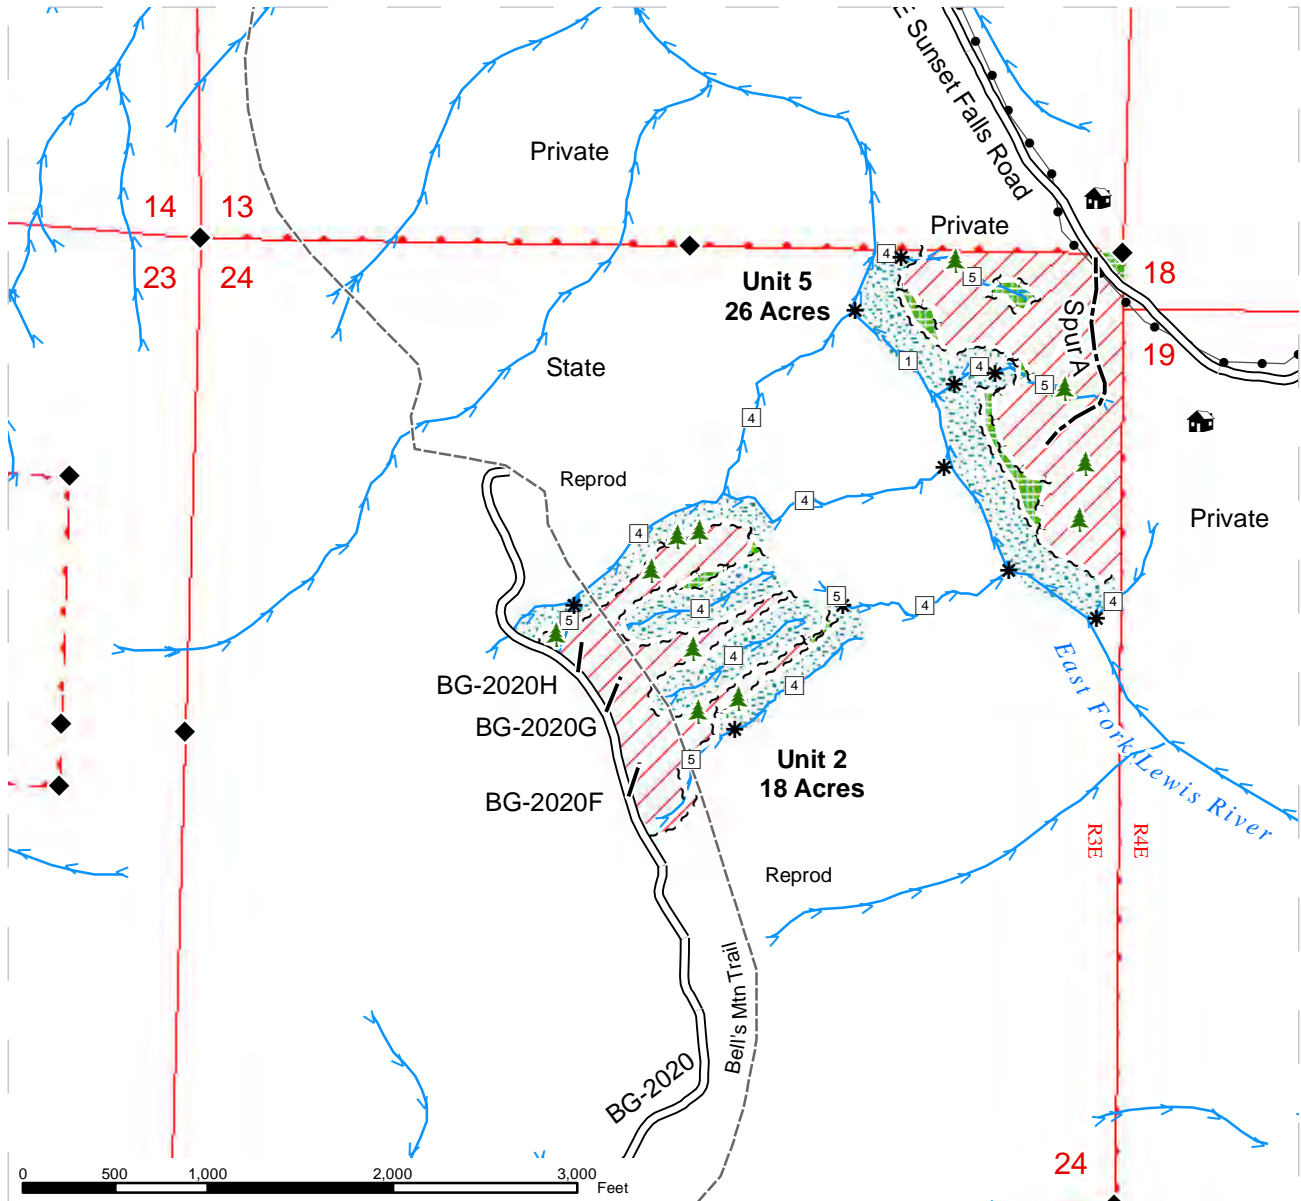 E Sunset Falls Road
Private
14
13
Private
23
24
18
Unit 5
26 Acres
4
5
Spur A
19
State
1
4
5
4
Reprod
4
4
Private
4
5
4
5
4
4
4
4
East Fork Lewis River
BG-2020H
BG-2020G
5
Unit 2
18 Acres
BG-2020F
R3E
R4E
Reprod
Bell's Mtn Trail
BG-2020
24
0
500
1,000
2,000
3,000
Feet